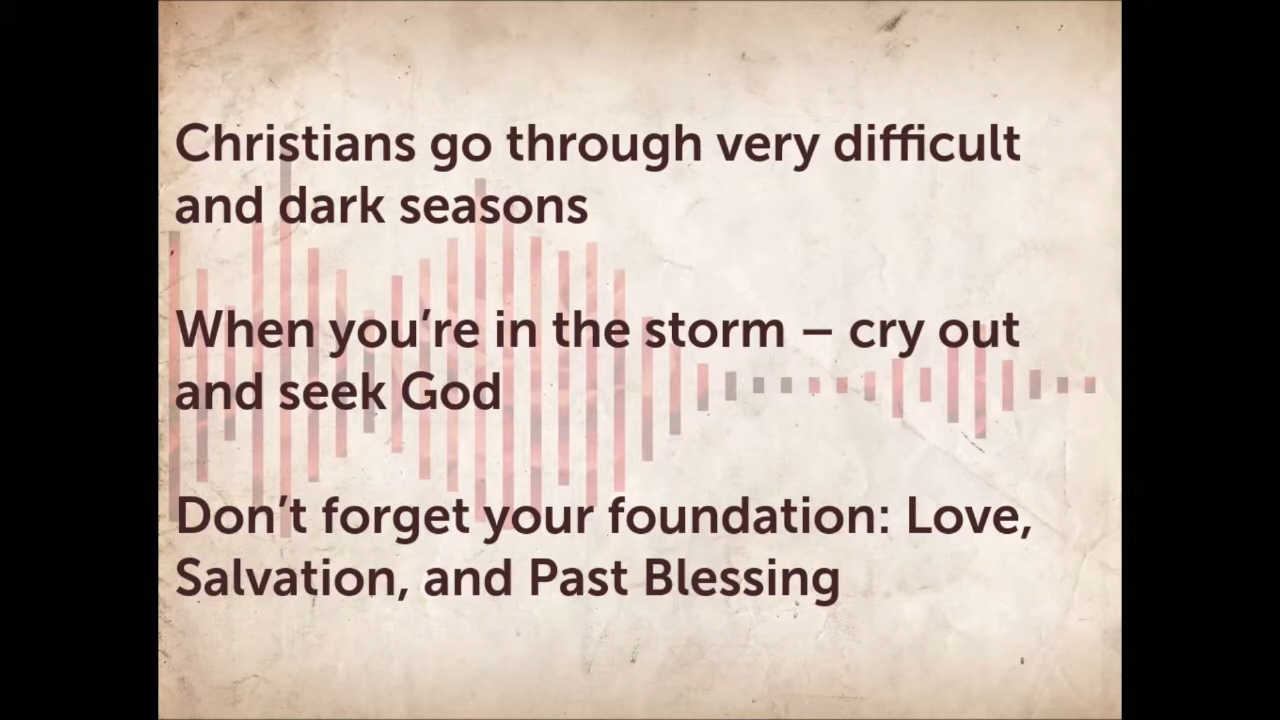 Christians go through very difficult
and dark seasons
When you’re in the storm – cry out
and seek God
Don’t forget your foundation: Love,
Salvation, and Past Blessing